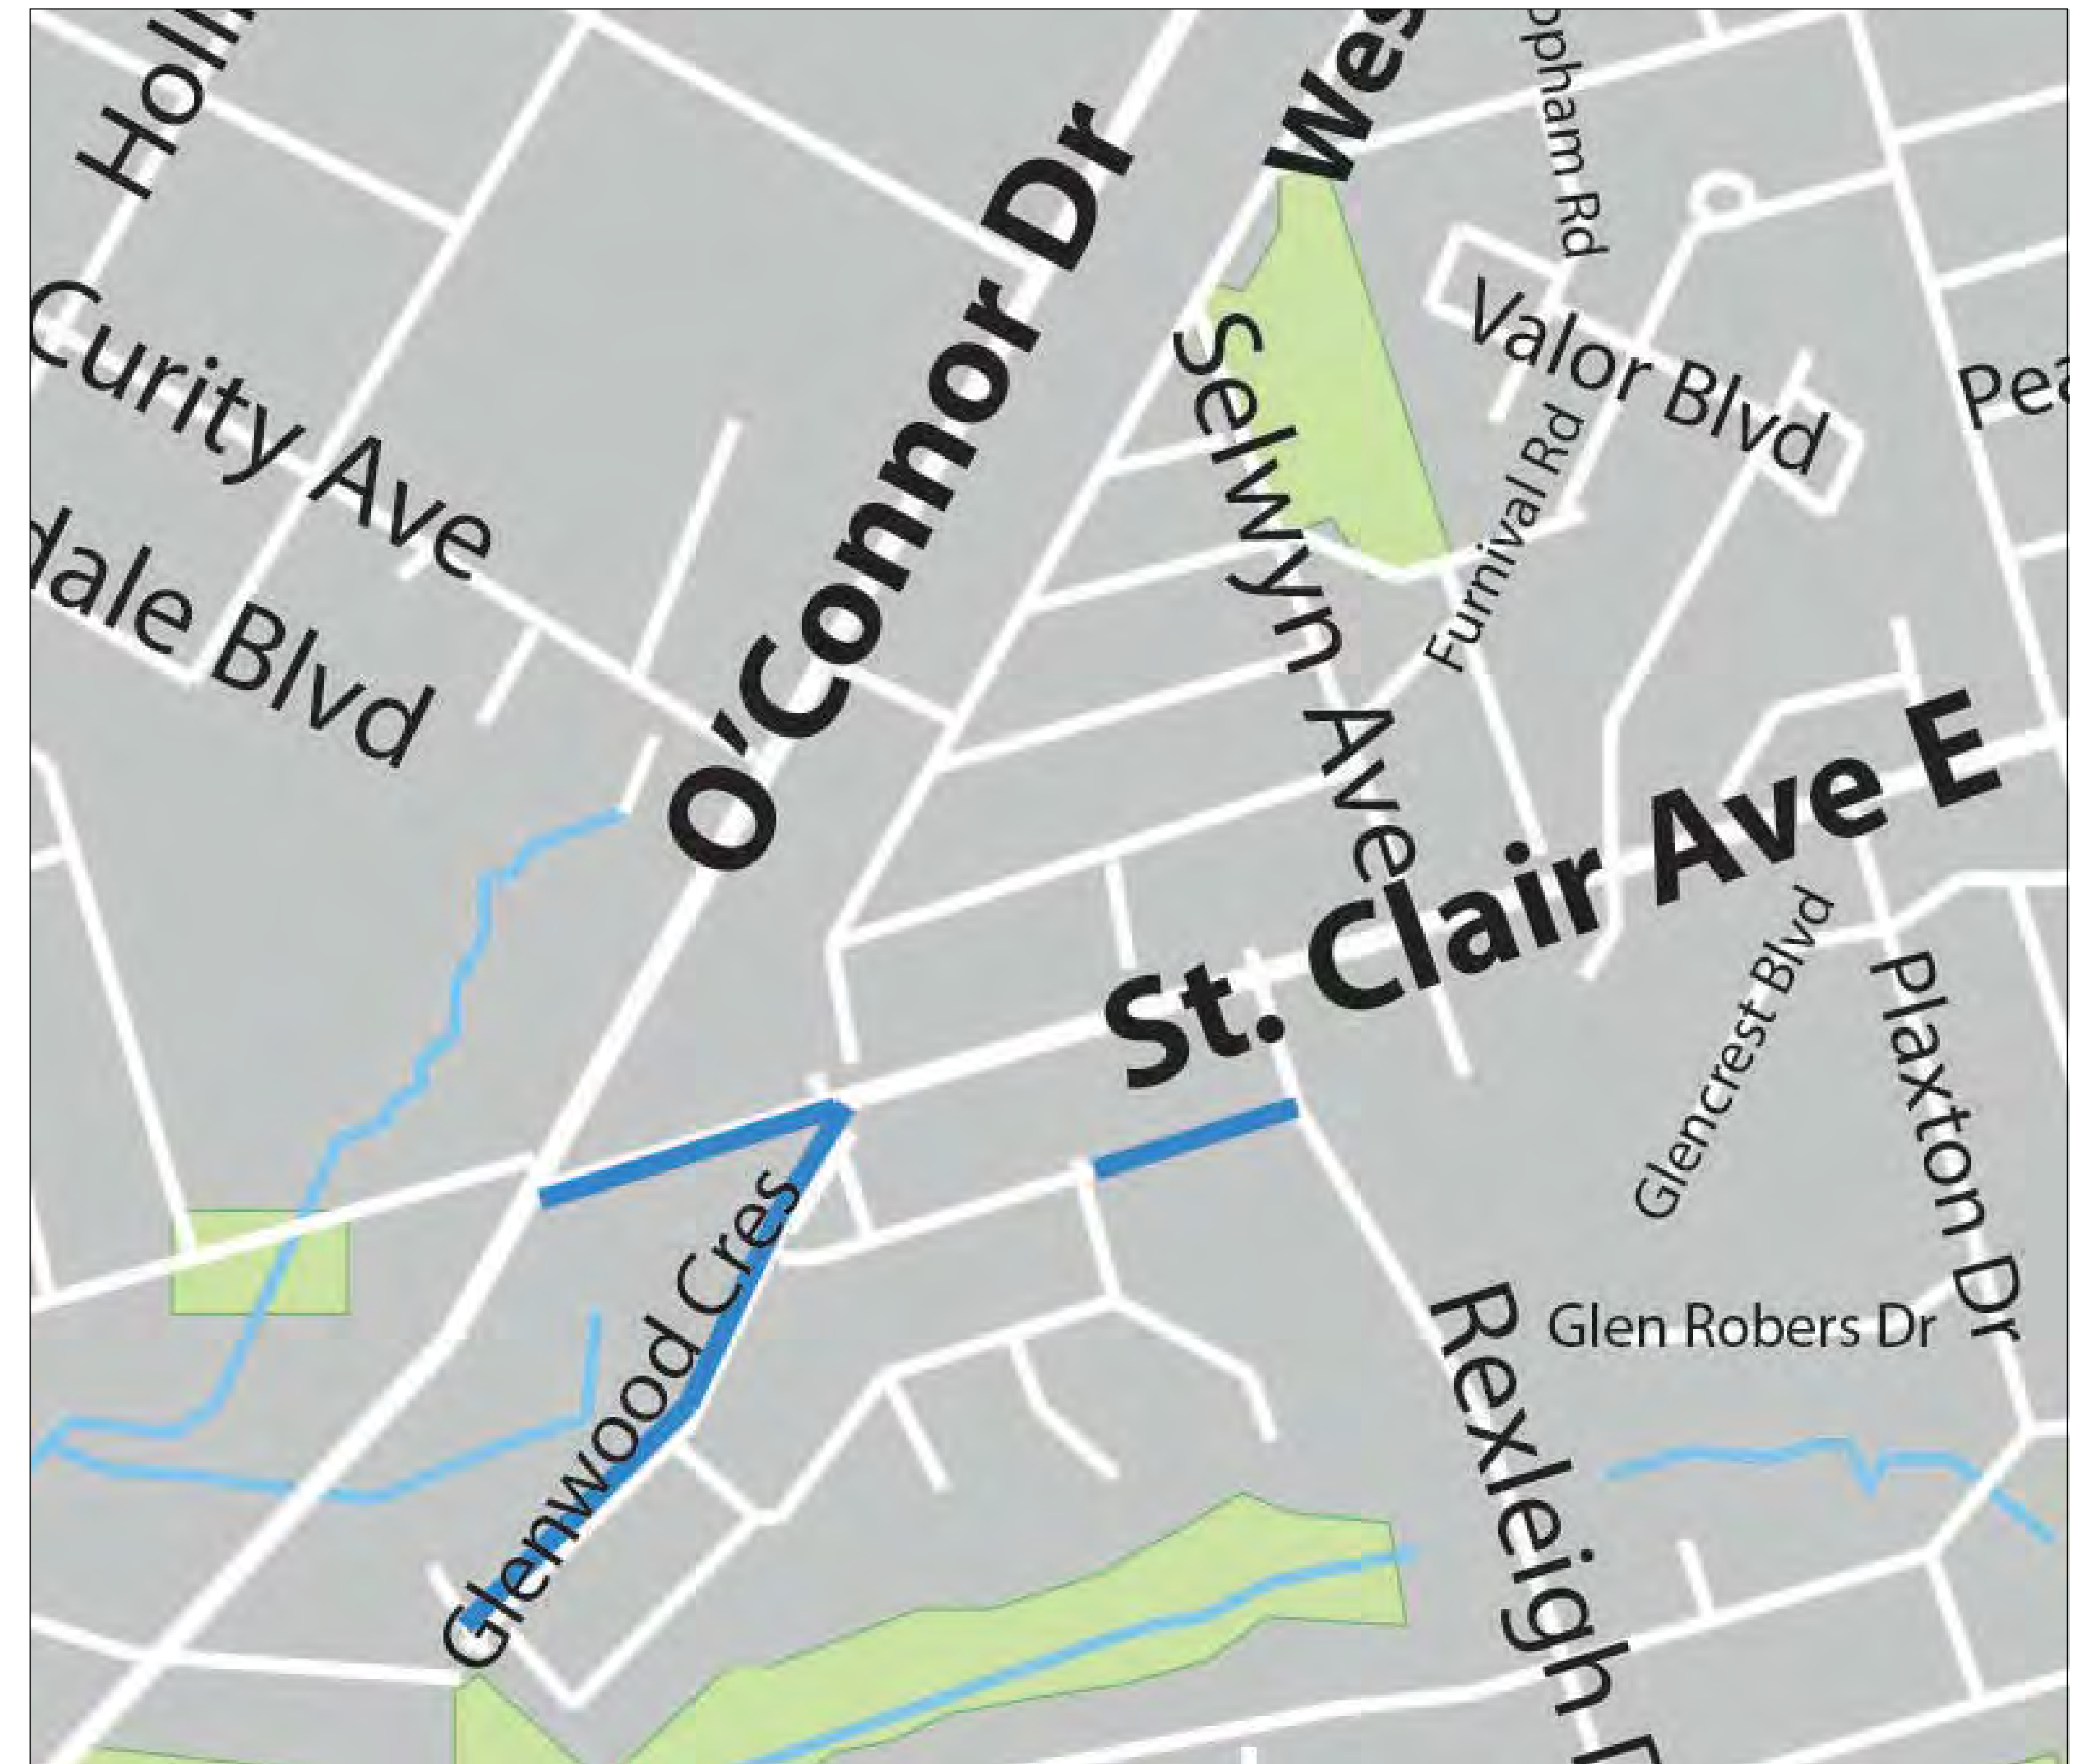 O'Connor Dr
Valor Blvd
Curity Ave
Selwyn Ave
Furnival Rd
Blvd
St. Clair Ave E
Glencrest Blvd
Plaxton Dr
Glenwood Cres
Glen Robers Dr
Rexleigh